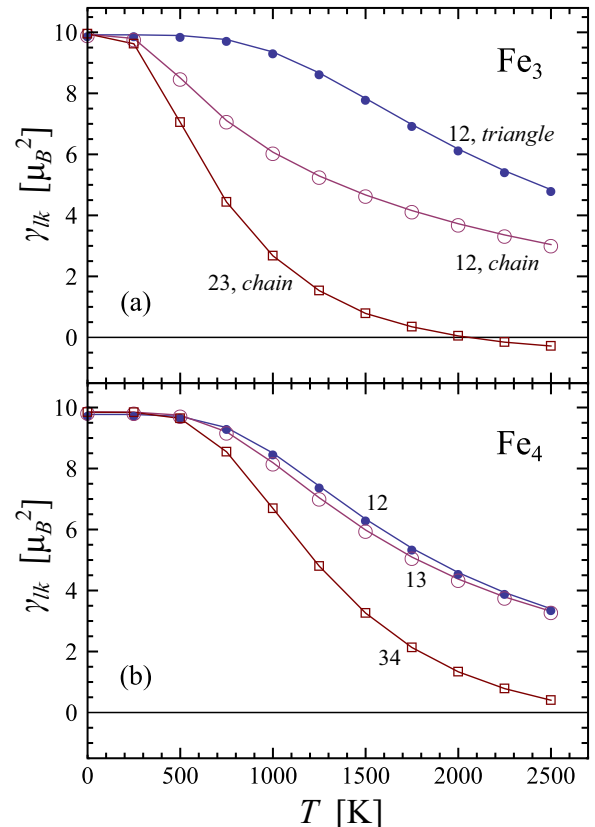 10
8
6
4
2
0
γlk [μB²]
Fe₃
12, triangle
12, chain
23, chain
(a)
10
8
6
4
2
0
γlk [μB²]
Fe₄
12
13
34
(b)
0 500 1000 1500 2000 2500
T [K]